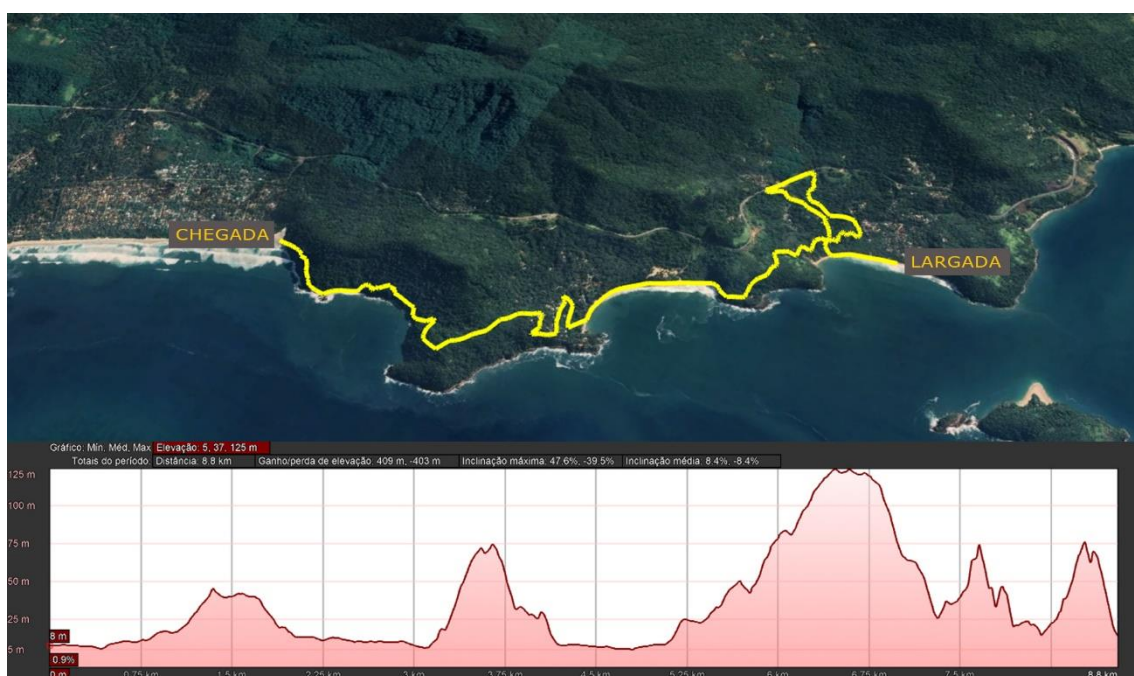 CHEGADA
LARGADA
Gráfico: Mín, Méd, Max Elevação: 5, 37, 125 m
Totais do período Distância: 8.8 km Ganho/perda de elevação: 409 m, -403 m Inclinação máxima: 47.6%, -39.5% Inclinação média: 8.4%, -8.4%
125 m
100 m
75 m
50 m
25 m
8 m
5 m
0.9%
0 m 0.75 km 1.5 km 2.25 km 3 km 3.75 km 4.5 km 5.25 km 6 km 6.75 km 7.5 km 8.8 km